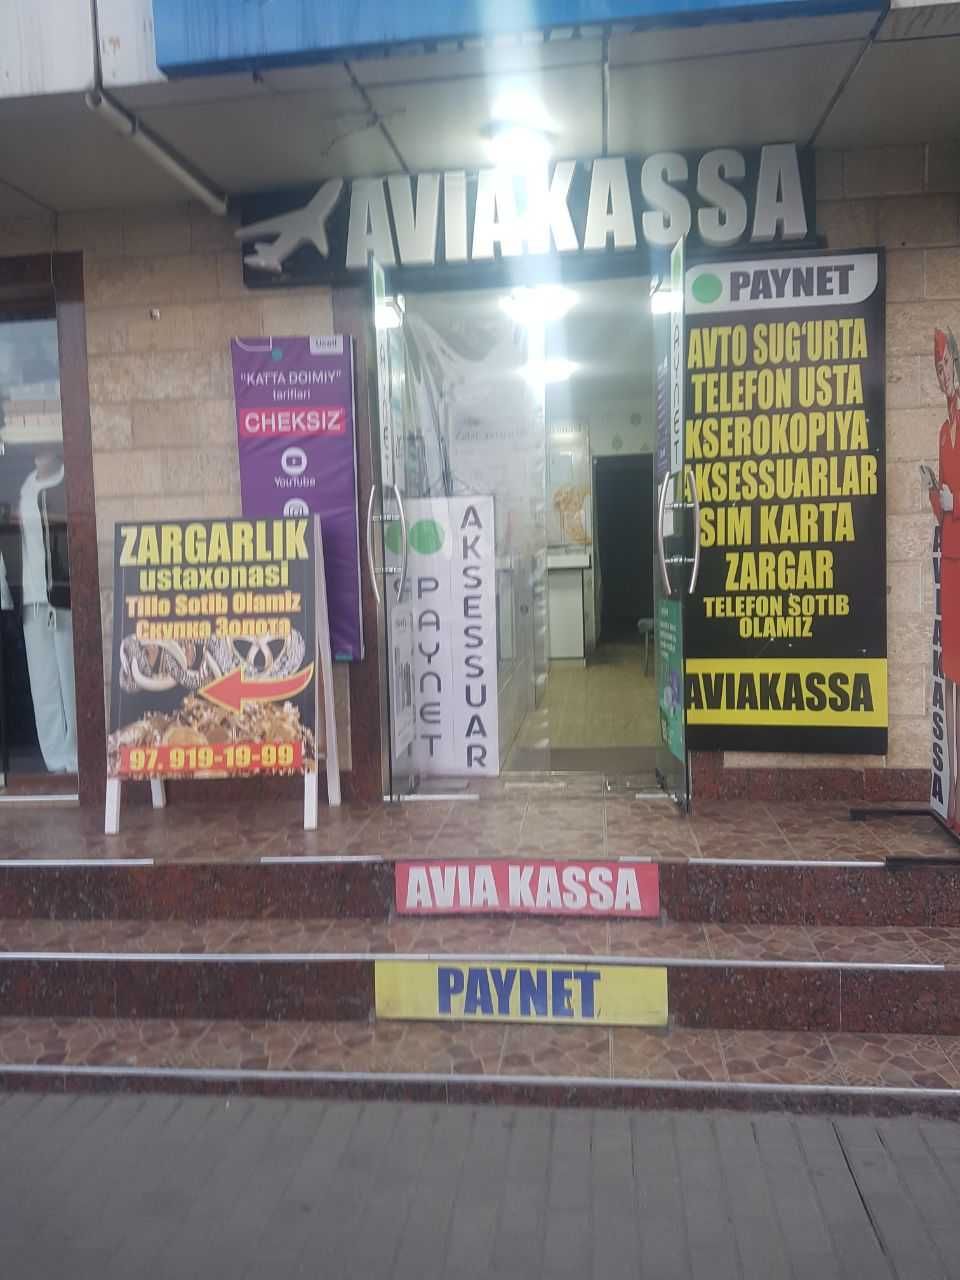 AVIAKASSA
PAYNET
AVTO SUG‘URTA
TELEFON USTA
KSEROKOPIYA
AKSESSUARLAR
SIM KARTA
ZARGAR
TELEFON SOTIB
OLAMIZ
AVIAKASSA
Ucell
“KATTA DOIMIY”
tariflari
CHEKSIZ
YouTube
ZARGARLIK
ustaxonasi
Tillo Sotib Olamiz
Скупка Золота
97. 919-19-99
PAYNET
AKSESSUAR
AVIAKASSA
AVIA KASSA
PAYNET